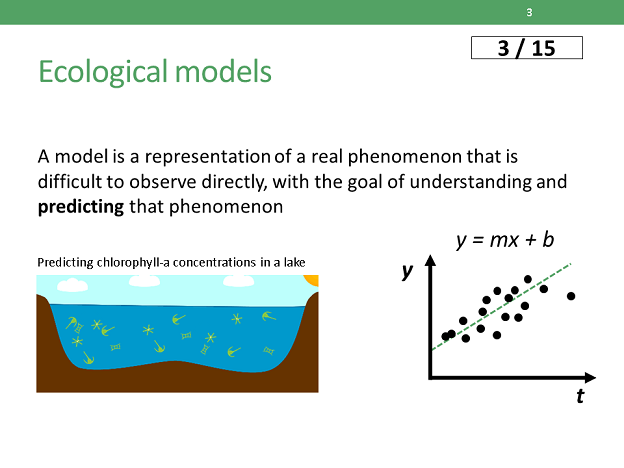 3
3 / 15
Ecological models
A model is a representation of a real phenomenon that is
difficult to observe directly, with the goal of understanding and
predicting that phenomenon
y = mx + b
Predicting chlorophyll-a concentrations in a lake
y
t